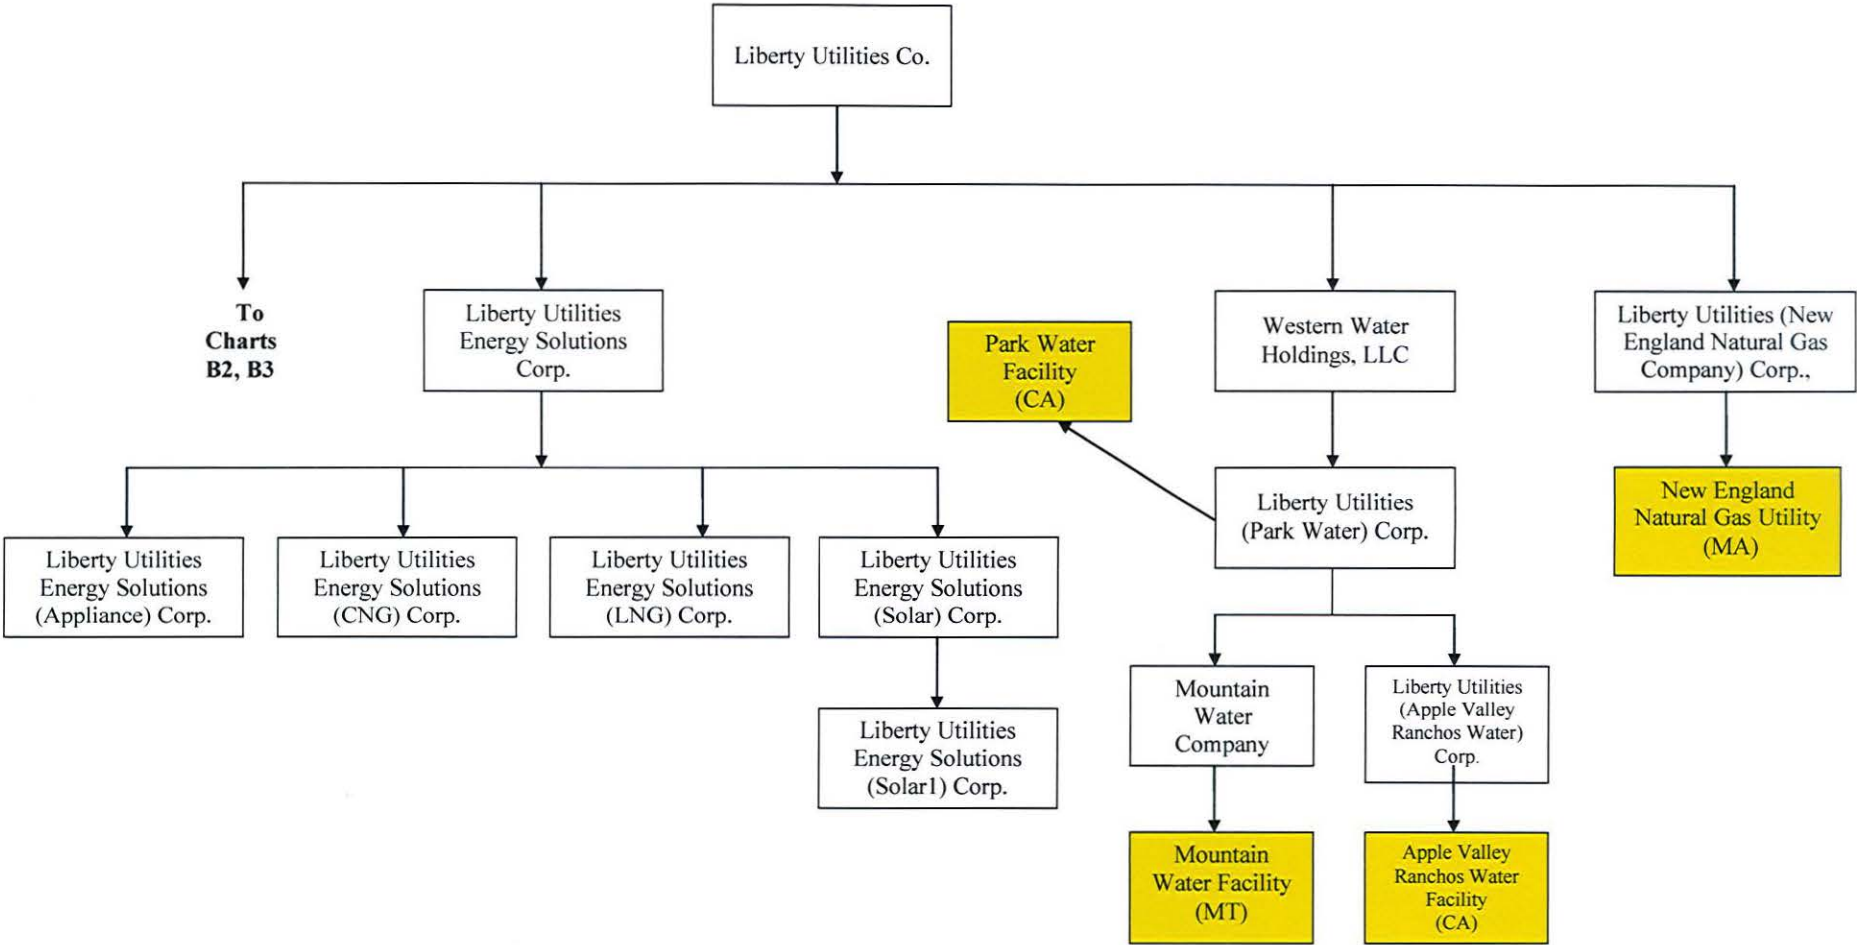 Liberty Utilities Co.
To
Charts
B2, B3
Liberty Utilities
Energy Solutions
Corp.
Park Water
Facility
(CA)
Western Water
Holdings, LLC
Liberty Utilities (New
England Natural Gas
Company) Corp.,
Liberty Utilities
(Park Water) Corp.
New England
Natural Gas Utility
(MA)
Liberty Utilities
Energy Solutions
(Appliance) Corp.
Liberty Utilities
Energy Solutions
(CNG) Corp.
Liberty Utilities
Energy Solutions
(LNG) Corp.
Liberty Utilities
Energy Solutions
(Solar) Corp.
Liberty Utilities
Energy Solutions
(Solar1) Corp.
Mountain
Water
Company
Liberty Utilities
(Apple Valley
Ranchos Water)
Corp.
Mountain
Water Facility
(MT)
Apple Valley
Ranchos Water
Facility
(CA)